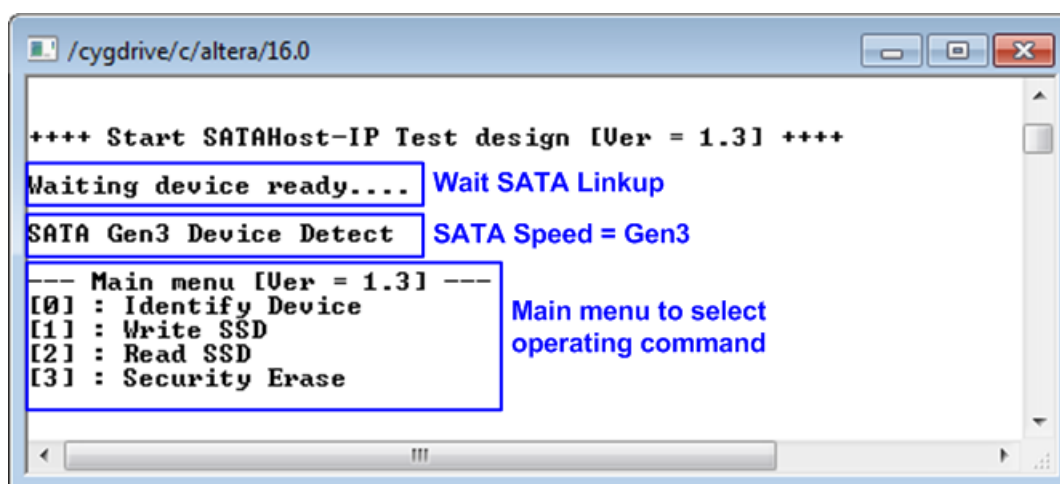 /cygdrive/c/altera/16.0
++++ Start SATAHost-IP Test design [Ver = 1.3] ++++
Waiting device ready.... Wait SATA Linkup
SATA Gen3 Device Detect SATA Speed = Gen3
--- Main menu [Ver = 1.3] ---
[0] : Identify Device
[1] : Write SSD
[2] : Read SSD
[3] : Security Erase
Main menu to select
operating command